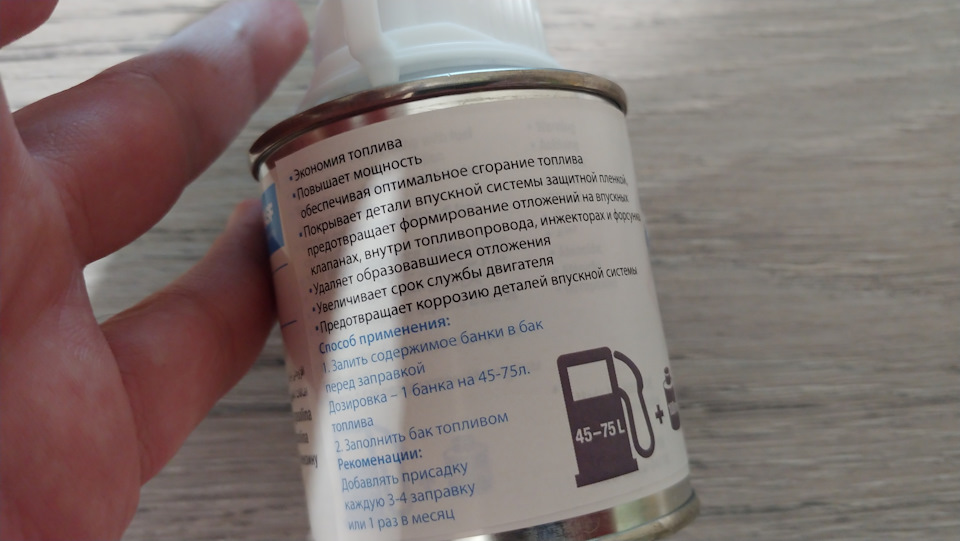 •Экономия топлива
•Повышает мощность
обеспечивая оптимальное сгорание топлива
•Покрывает детали впускной системы защитной пленкой,
предотвращает формирование отложений на впускных
клапанах, внутри топливопровода, инжекторах и
•Удаляет образовавшиеся отложения
•Увеличивает срок службы двигателя
•Предотвращает коррозию деталей впускной системы
Способ применения:
1. Залить содержимое банки в бак
перед заправкой
Дозировка – 1 банка на 45-75л.
топлива
2. Заполнить бак топливом
Рекоменации:
Добавлять присадку
каждую 3-4 заправку
или 1 раз в месяц
45–75 L
+